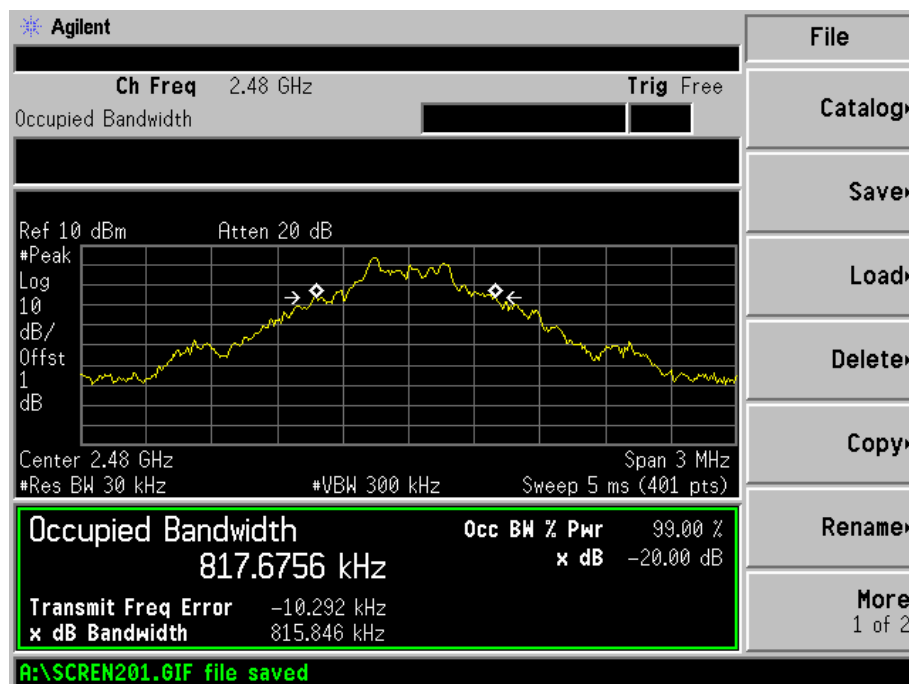 Agilent
File
Ch Freq 2.48 GHz Trig Free
Occupied Bandwidth
Catalog
Save
Ref 10 dBm Atten 20 dB
#Peak
Log
10
dB/
Offst
1
dB
Load
Delete
Copy
Center 2.48 GHz Span 3 MHz
#Res BW 30 kHz #VBW 300 kHz Sweep 5 ms (401 pts)
Occupied Bandwidth Occ BW % Pwr 99.00 %
817.6756 kHz x dB -20.00 dB
Rename
Transmit Freq Error -10.292 kHz
x dB Bandwidth 815.846 kHz
More
1 of 2
A:\SCREN201.GIF file saved